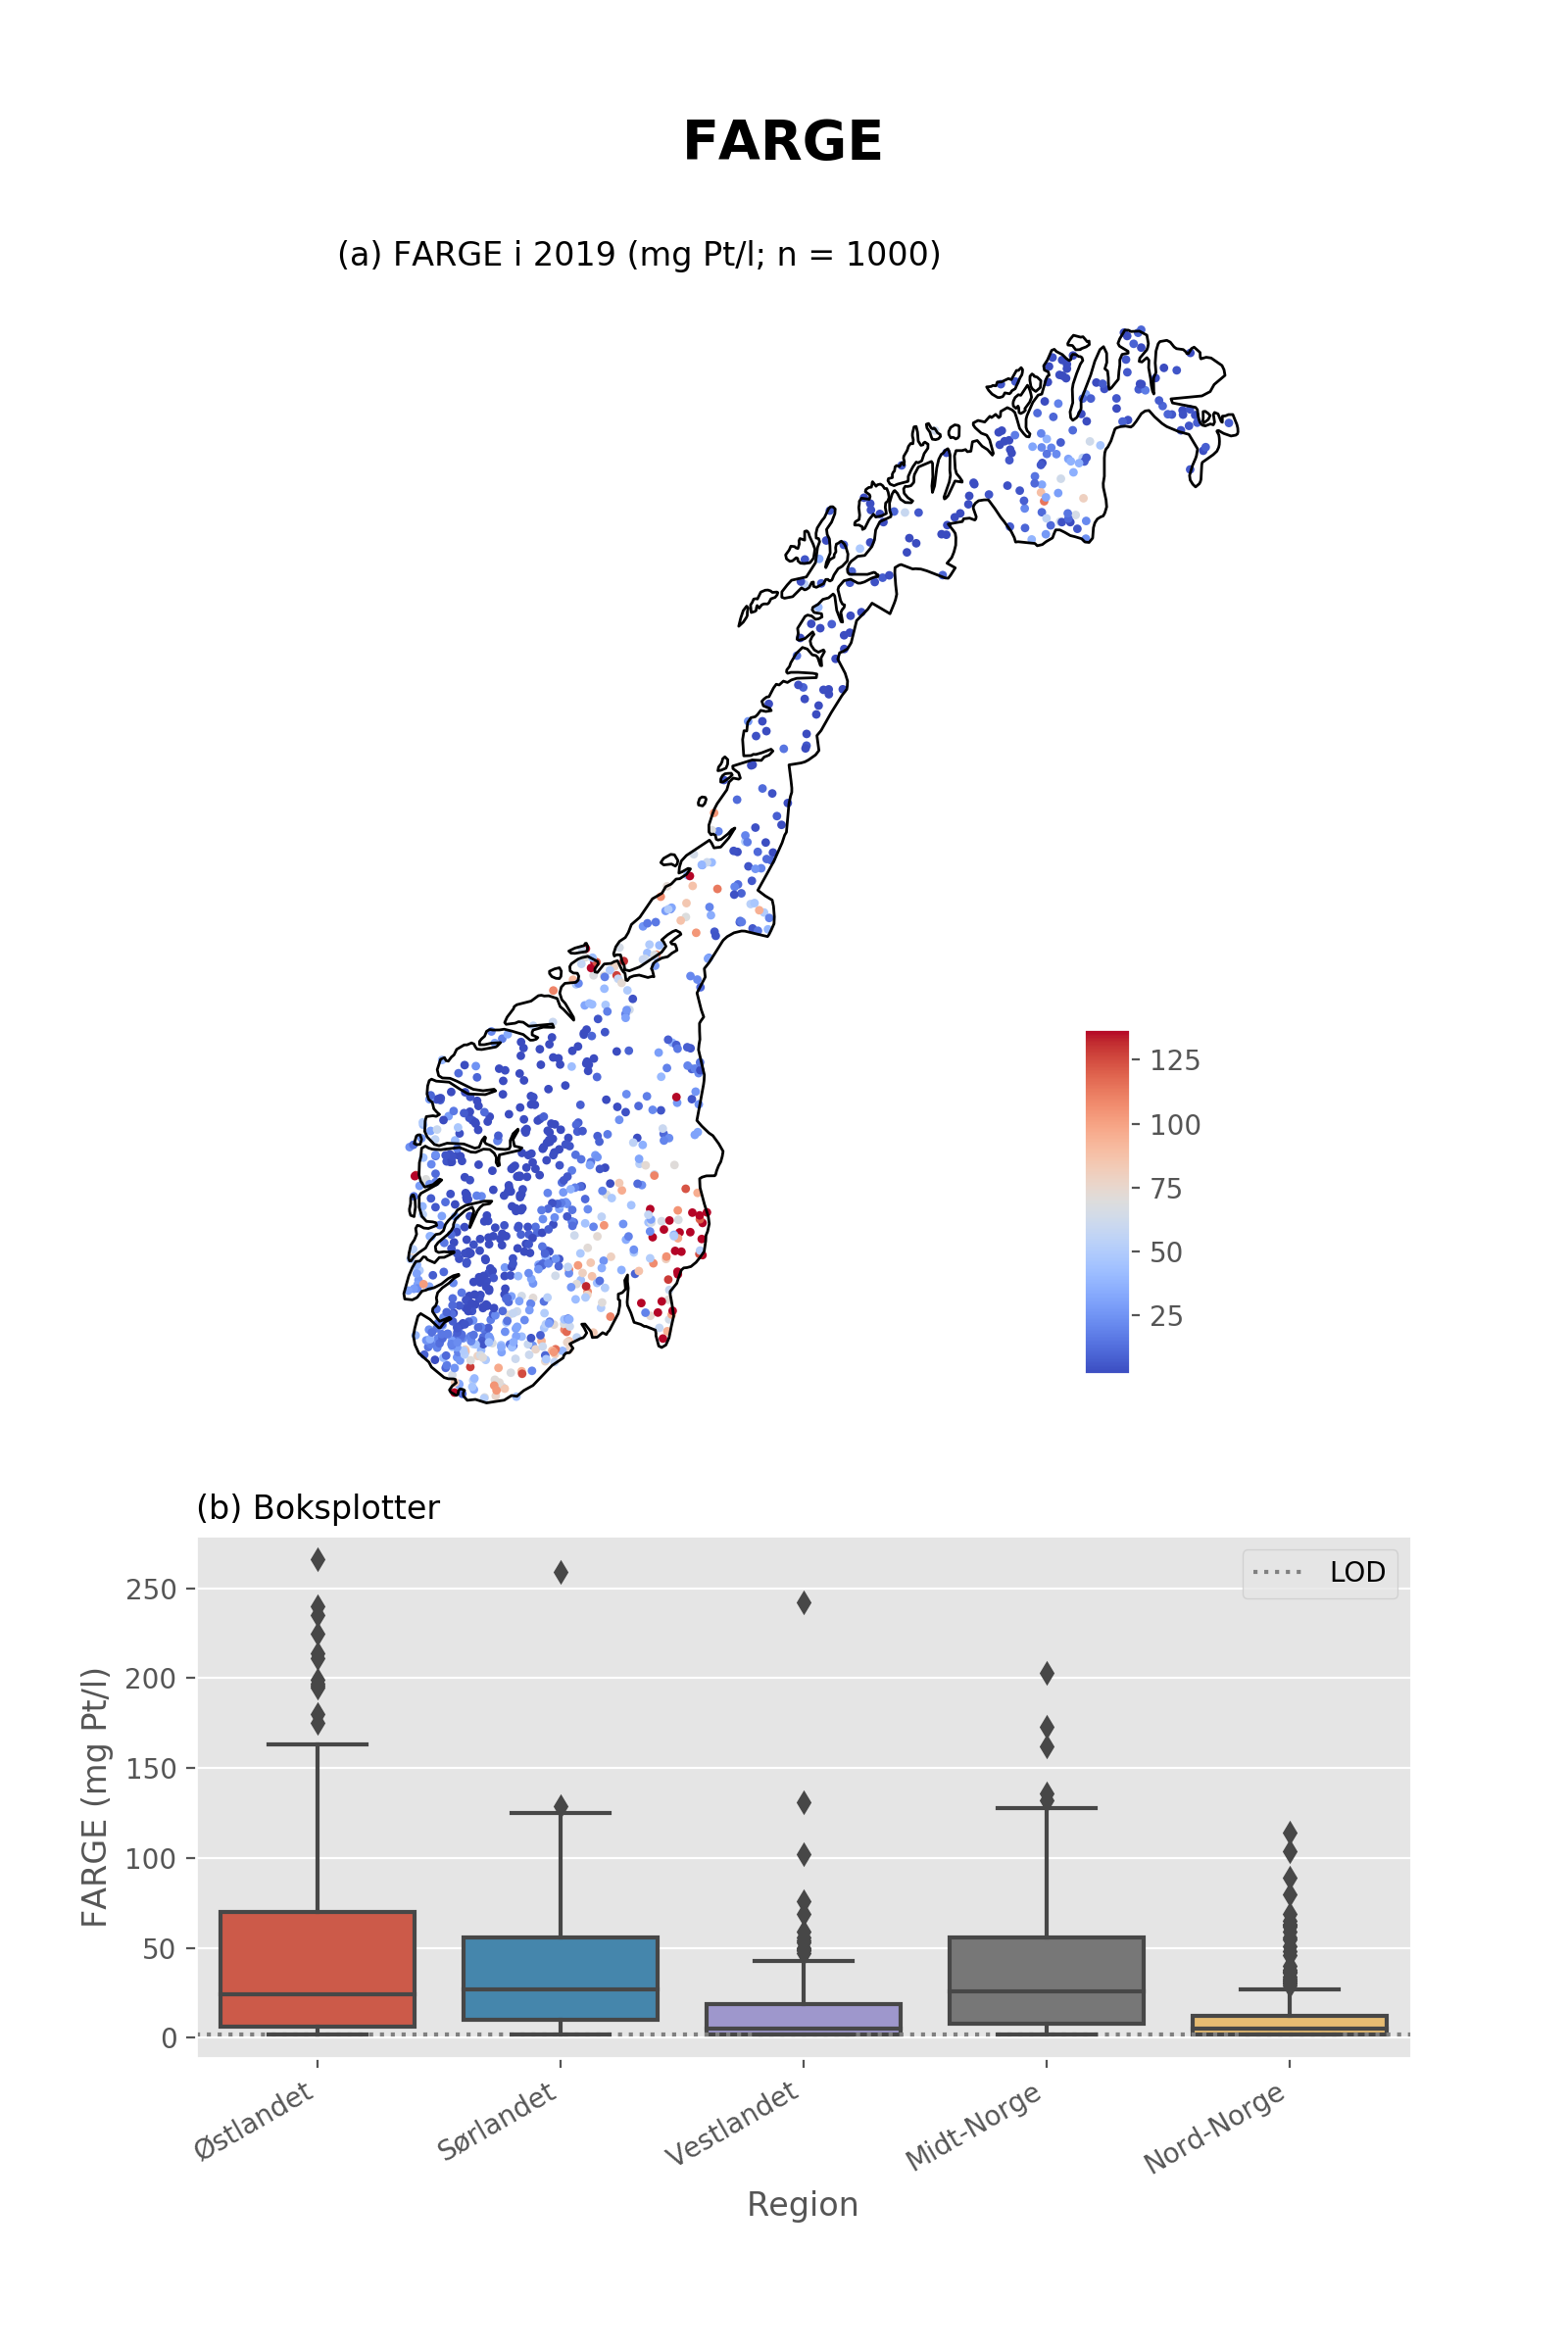 FARGE
(a) FARGE i 2019 (mg Pt/l; n = 1000)
125
100
75
50
25
(b) Boksplotter
LOD
FARGE (mg Pt/l)
250
200
150
100
50
0
Østlandet
Sørlandet
Vestlandet
Midt-Norge
Nord-Norge
Region